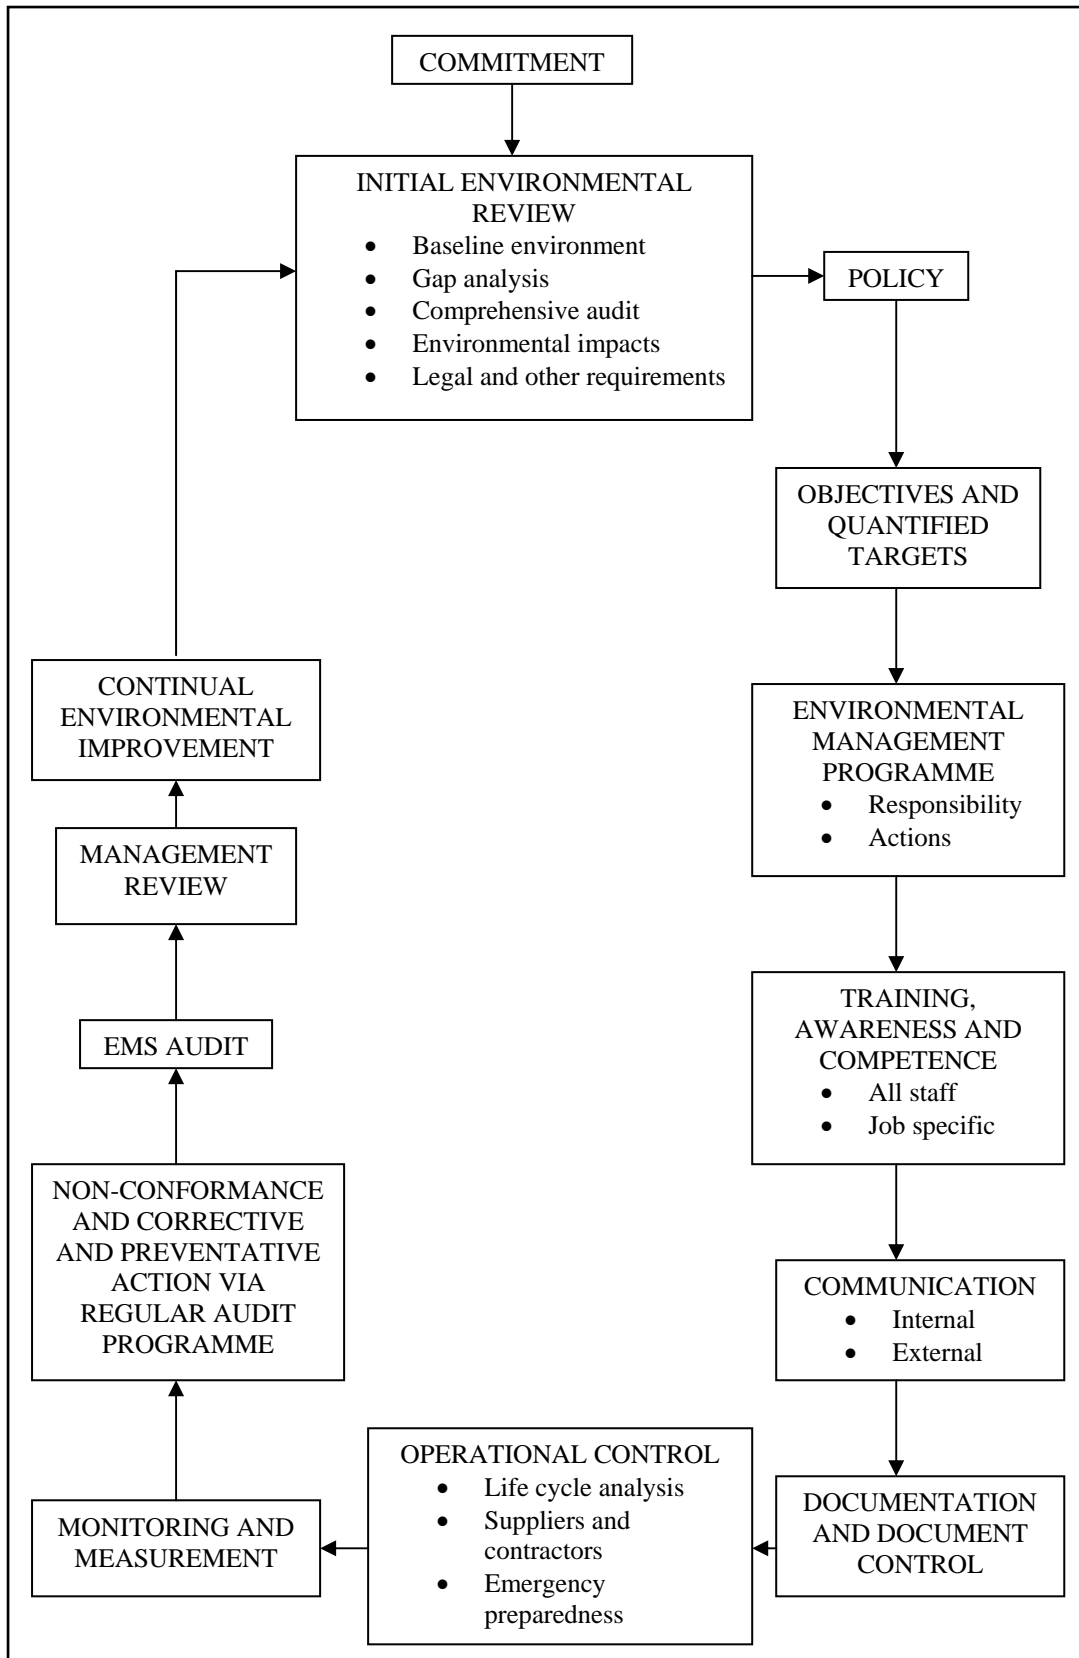 COMMITMENT
INITIAL ENVIRONMENTAL
REVIEW
• Baseline environment
• Gap analysis
• Comprehensive audit
• Environmental impacts
• Legal and other requirements
POLICY
OBJECTIVES AND
QUANTIFIED
TARGETS
ENVIRONMENTAL
MANAGEMENT
PROGRAMME
• Responsibility
• Actions
TRAINING,
AWARENESS AND
COMPETENCE
• All staff
• Job specific
COMMUNICATION
• Internal
• External
DOCUMENTATION
AND DOCUMENT
CONTROL
OPERATIONAL CONTROL
• Life cycle analysis
• Suppliers and
contractors
• Emergency
preparedness
MONITORING AND
MEASUREMENT
NON-CONFORMANCE
AND CORRECTIVE
AND PREVENTATIVE
ACTION VIA
REGULAR AUDIT
PROGRAMME
EMS AUDIT
MANAGEMENT
REVIEW
CONTINUAL
ENVIRONMENTAL
IMPROVEMENT